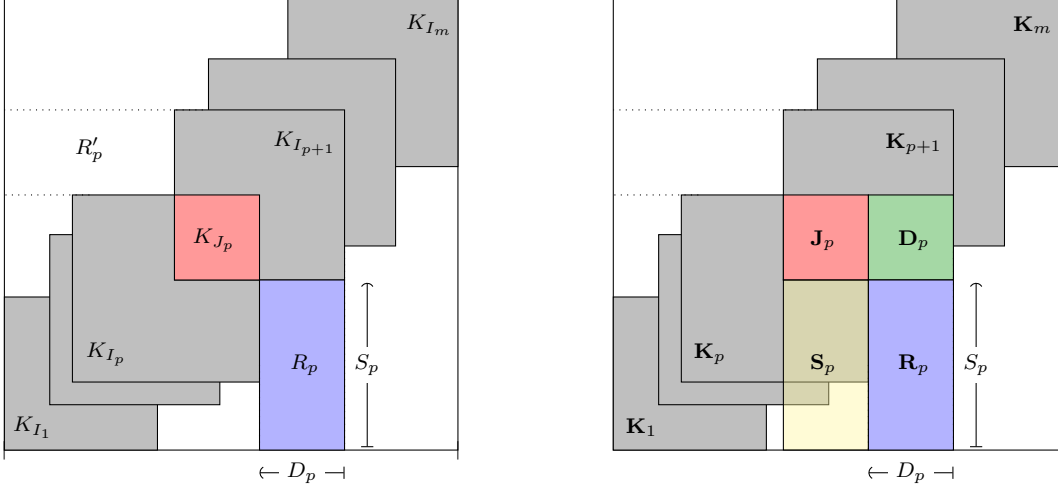 K_{I_m}
K_{I_{p+1}}
R'_p
K_{J_p}
K_{I_p}
R_p
S_p
K_{I_1}
D_p
𝐊_m
𝐊_{p+1}
𝐉_p
𝐃_p
𝐊_p
𝐒_p
𝐑_p
S_p
𝐊_1
D_p